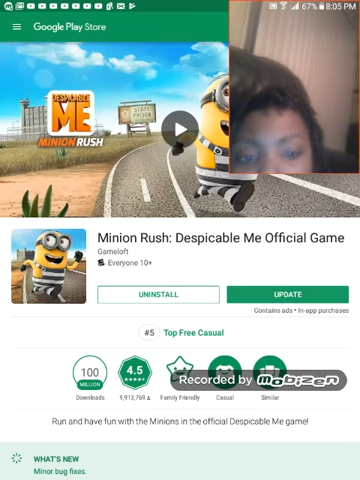 67% 8:05 PM
Google Play Store
DESPICABLE
ME
MINION RUSH
STATE
PRISON
Minion Rush: Despicable Me Official Game
Gameloft
Everyone 10+
UNINSTALL
UPDATE
Contains ads • In-app purchases
#5 Top Free Casual
100
MILLION
4.5
Downloads
9,913,769
Family Friendly
Casual
Similar
Recorded by mobizen
Run and have fun with the Minions in the official Despicable Me game!
WHAT'S NEW
Minor bug fixes.